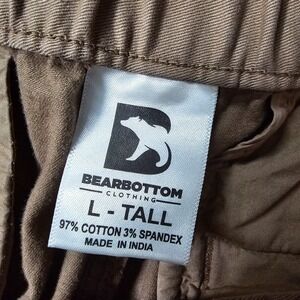 BEARBOTTOM
CLOTHING
L - TALL
97% COTTON 3% SPANDEX
MADE IN INDIA